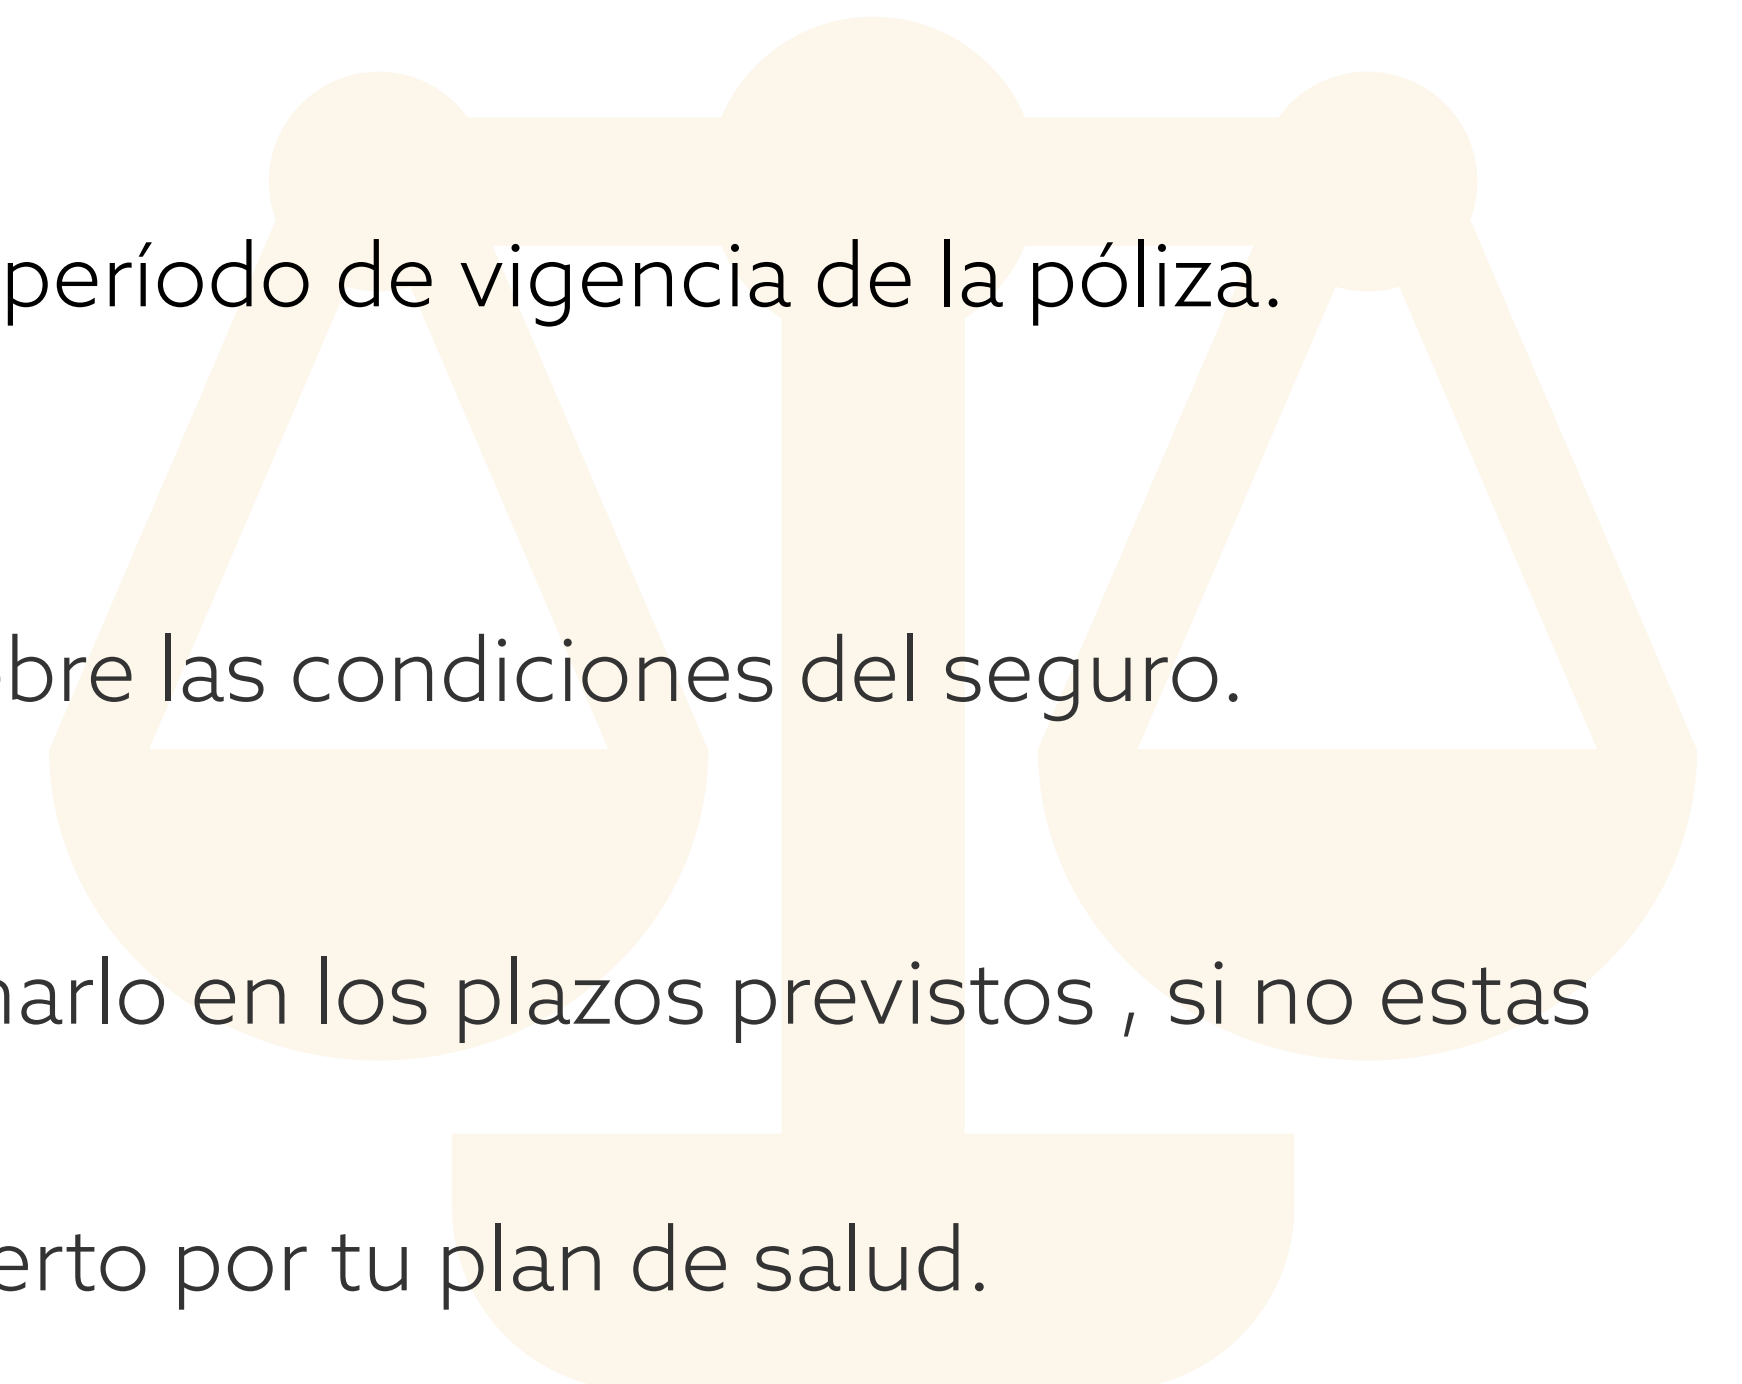 período de vigencia de la póliza.
bre las condiciones del seguro.
arlo en los plazos previstos , si no estas
erto por tu plan de salud.